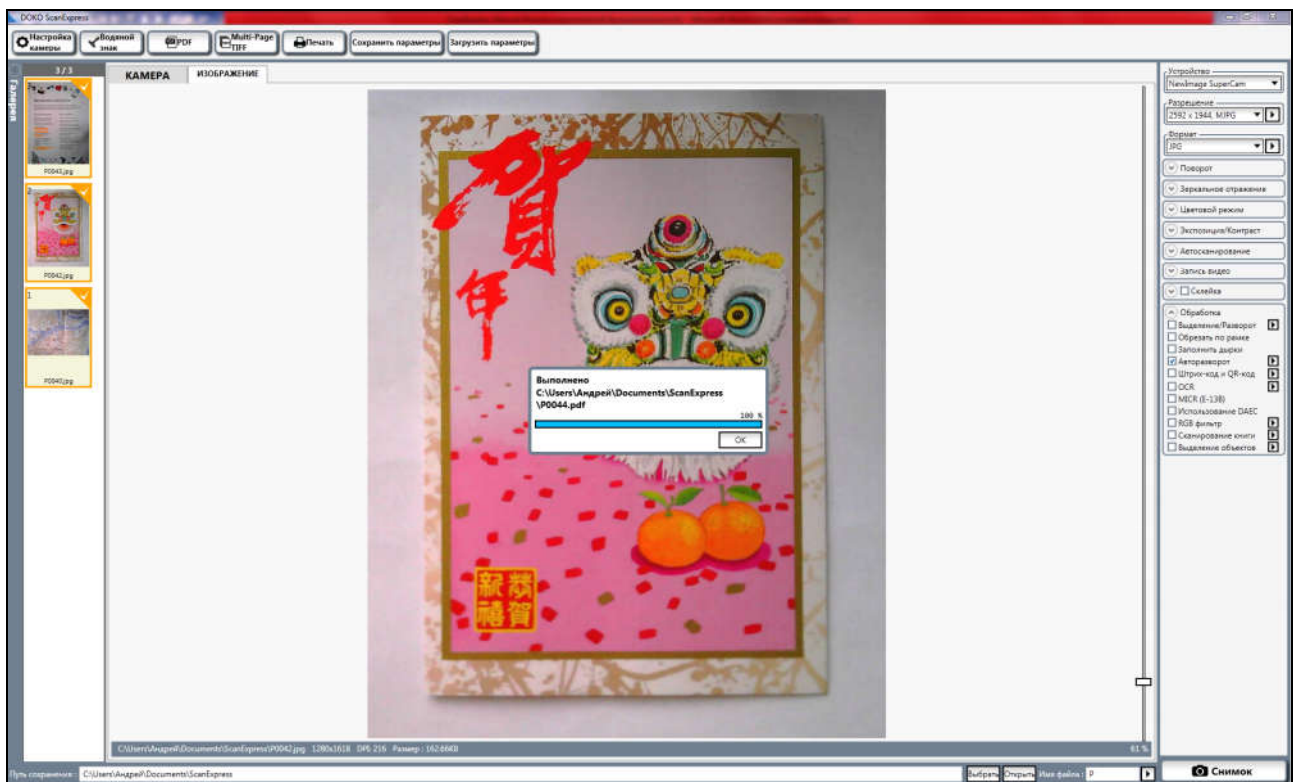 DOKO ScanExpress
Настройка камеры
Водяной знак
PDF
Multi-Page TIFF
Печать
Сохранить параметры
Загрузить параметры
Галерея
3/3
КАМЕРА
ИЗОБРАЖЕНИЕ
P0043.jpg
2
P0042.jpg
1
P0040.jpg
賀
年
恭賀
新禧
Выполнено
C:\Users\Андрей\Documents\ScanExpress
\P0044.pdf
100 %
OK
Устройство
NewImage SuperCam
Разрешение
2592 x 1944, MJPG
Формат
JPG
Поворот
Зеркальное отражение
Цветовой режим
Экспозиция/Контраст
Автосканирование
Запись видео
Склейка
Обработка
Выделение/Разворот
Обрезать по рамке
Заполнить дырки
Авторазворот
Штрих-код и QR-код
OCR
MICR (E-13B)
Использование DAEC
RGB фильтр
Сканирование книги
Выделение объектов
C:\Users\Андрей\Documents\ScanExpress\P0042.jpg 1280x1618 DPI: 216 Размер : 162.66KB
61 %
Путь сохранения : C:\Users\Андрей\Documents\ScanExpress
Выбрать
Открыть
Имя файла : P
Снимок